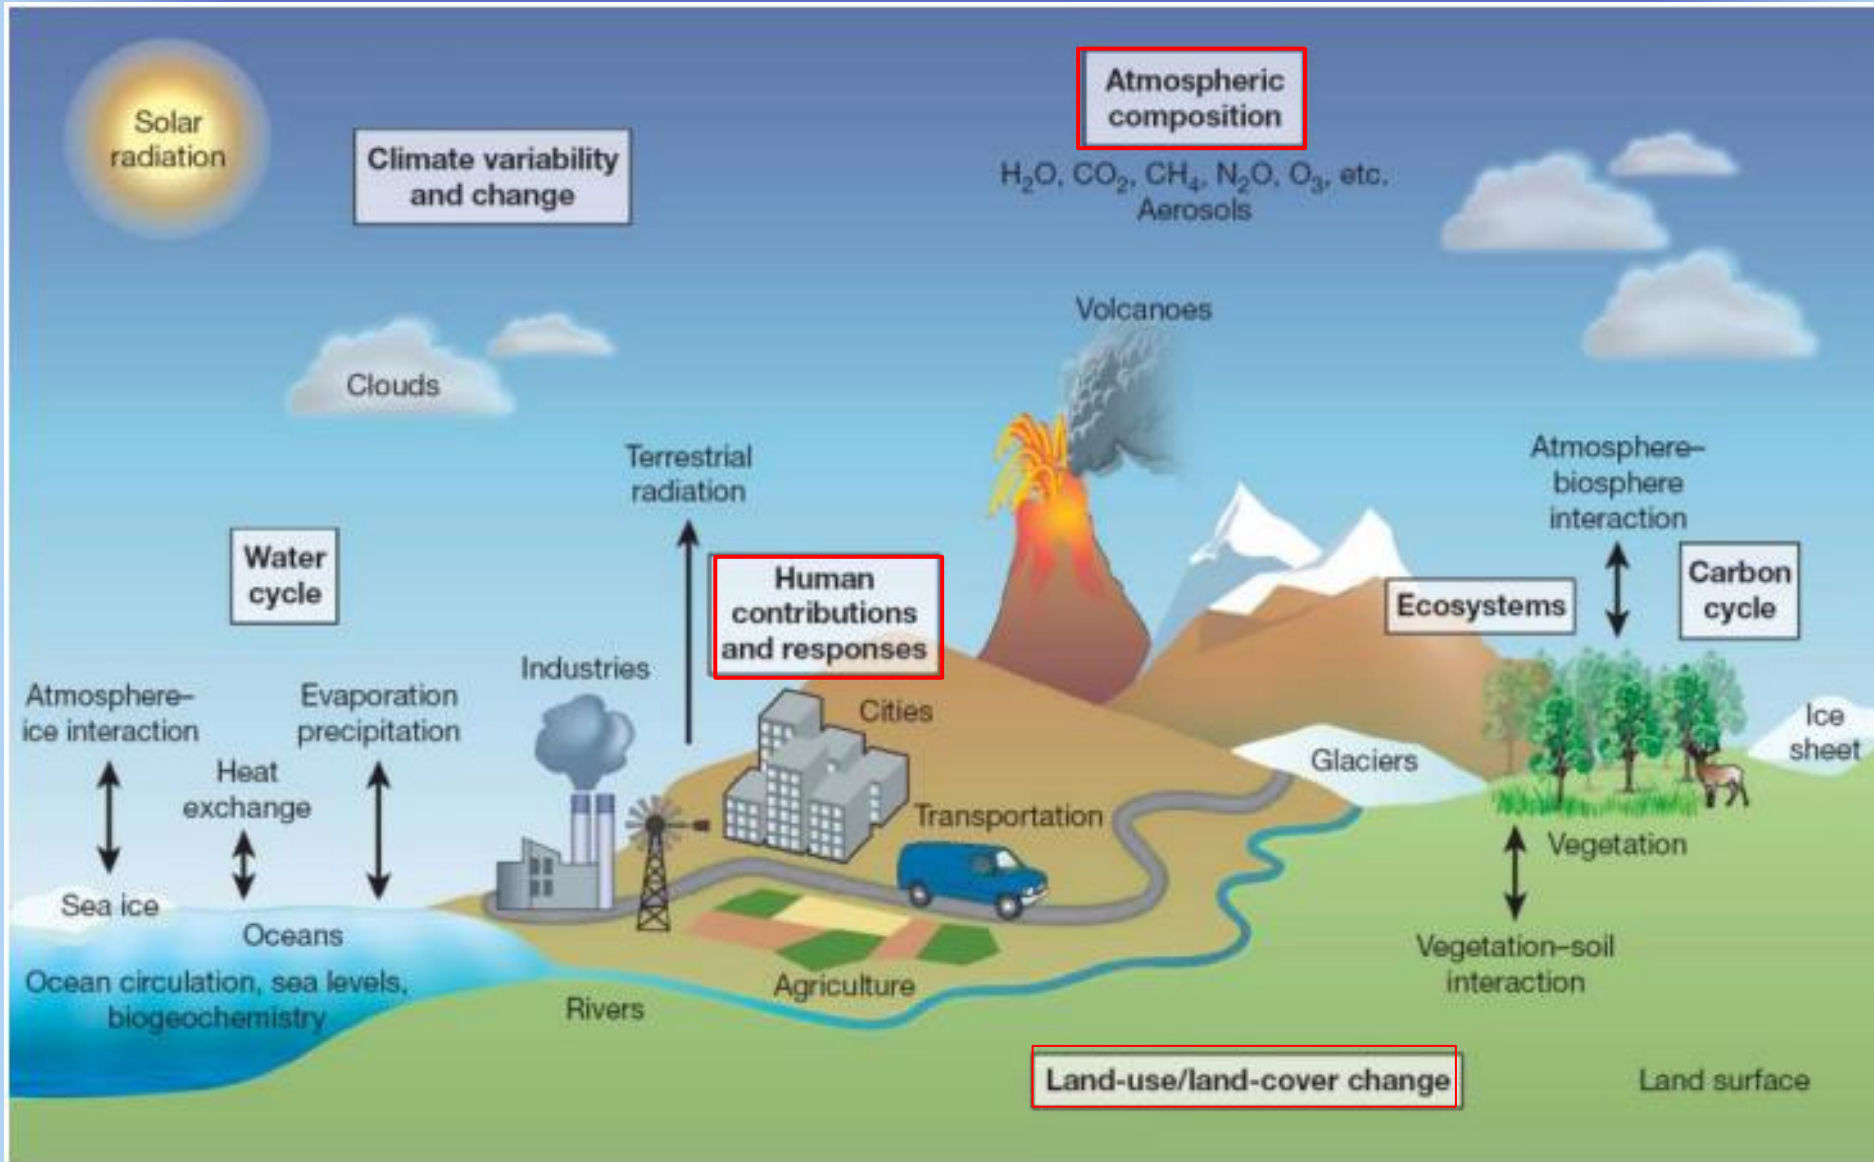 Solar
radiation
Climate variability
and change
Atmospheric
composition
H₂O, CO₂, CH₄, N₂O, O₃, etc.
Aerosols
Volcanoes
Clouds
Terrestrial
radiation
Atmosphere–
biosphere
interaction
Water
cycle
Human
contributions
and responses
Ecosystems
Carbon
cycle
Industries
Atmosphere–
ice interaction
Evaporation
precipitation
Heat
exchange
Cities
Transportation
Glaciers
Ice
sheet
Vegetation
Sea ice
Oceans
Ocean circulation, sea levels,
biogeochemistry
Rivers
Agriculture
Vegetation–soil
interaction
Land-use/land-cover change
Land surface